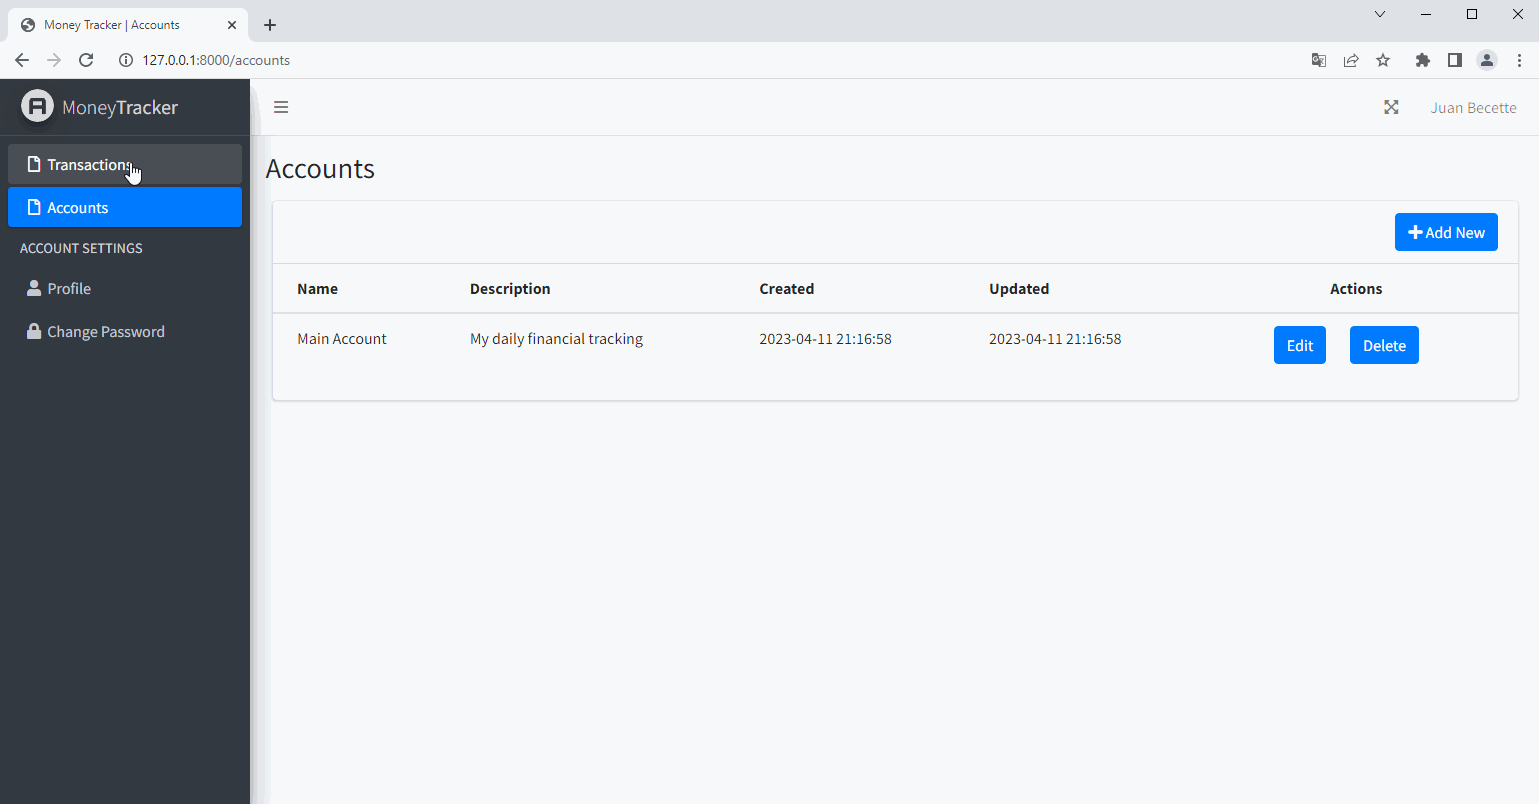 Money Tracker | Accounts
127.0.0.1:8000/accounts
MoneyTracker
Juan Becette
Transactions
Accounts
ACCOUNT SETTINGS
Profile
Change Password
Accounts
Add New
Name Description Created Updated Actions
Main Account My daily financial tracking 2023-04-11 21:16:58 2023-04-11 21:16:58 Edit Delete